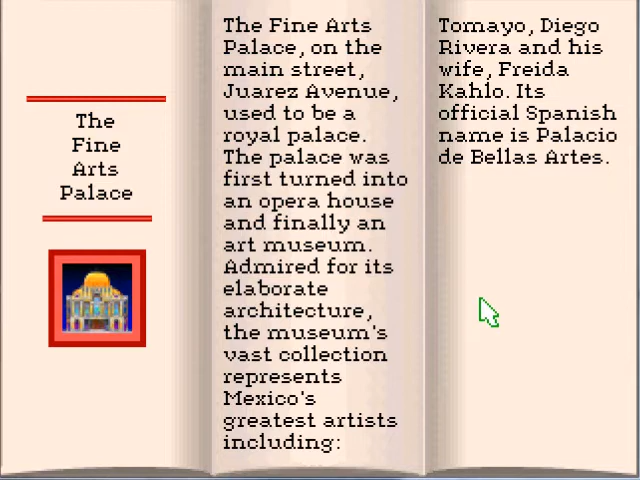 The
Fine
Arts
Palace
The Fine Arts
Palace, on the
main street,
Juarez Avenue,
used to be a
royal palace.
The palace was
first turned into
an opera house
and finally an
art museum.
Admired for its
elaborate
architecture,
the museum's
vast collection
represents
Mexico's
greatest artists
including:
Tomayo, Diego
Rivera and his
wife, Freida
Kahlo. Its
official Spanish
name is Palacio
de Bellas Artes.